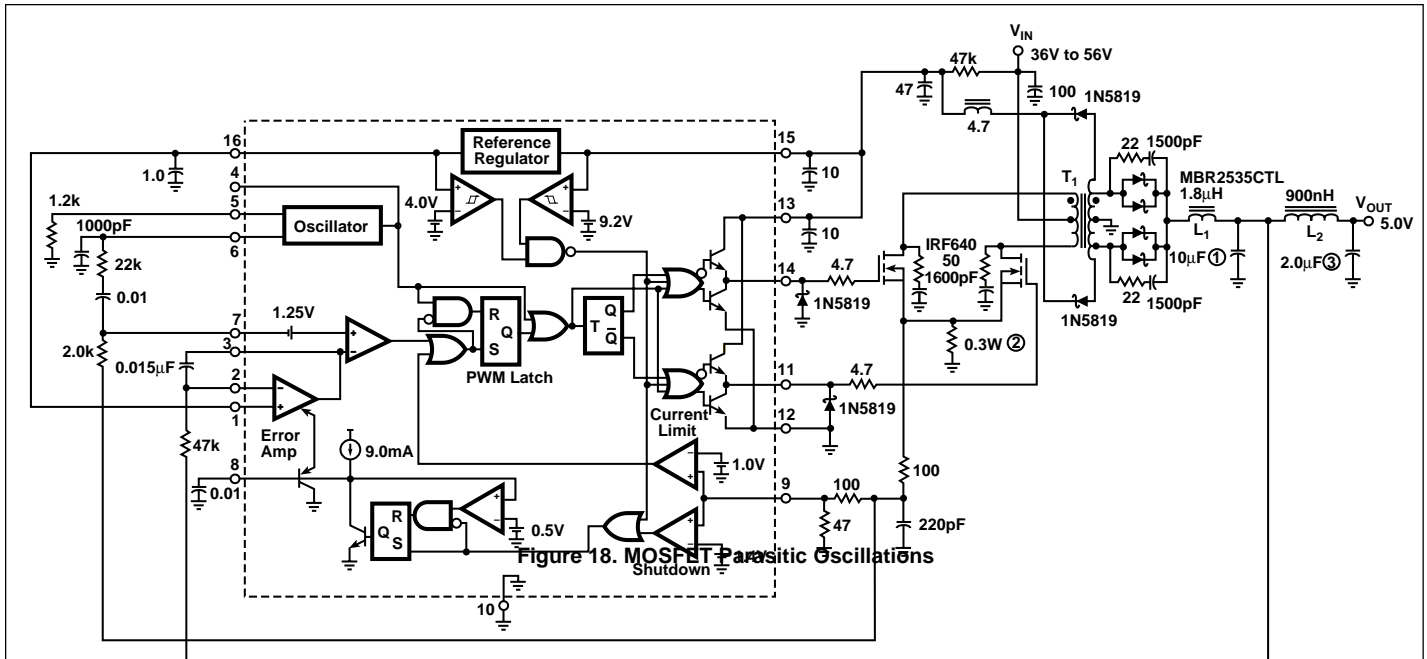 VIN
36V to 56V
47k
47
100
1N5819
4.7
22
1500pF
16
Reference
Regulator
15
1.0
10
4
4.0V
9.2V
T1
MBR2535CTL
1.8µH
900nH
VOUT
5.0V
1.2k
5
Oscillator
13
10
L1
L2
1000pF
6
IRF640
50
1600pF
10µF ①
2.0µF ③
22k
14
4.7
1N5819
22
1500pF
0.01
1N5819
1.25V
7
R
Q
S
T
Q
Q
0.3W ②
2.0k
3
0.015µF
PWM Latch
2
11
4.7
1
Error
Amp
Current
Limit
12
1N5819
47k
9.0mA
1.0V
8
0.01
100
9
100
0.5V
R
Q
S
47
220pF
Figure 18. MOSFET Parasitic Oscillations
Shutdown
10